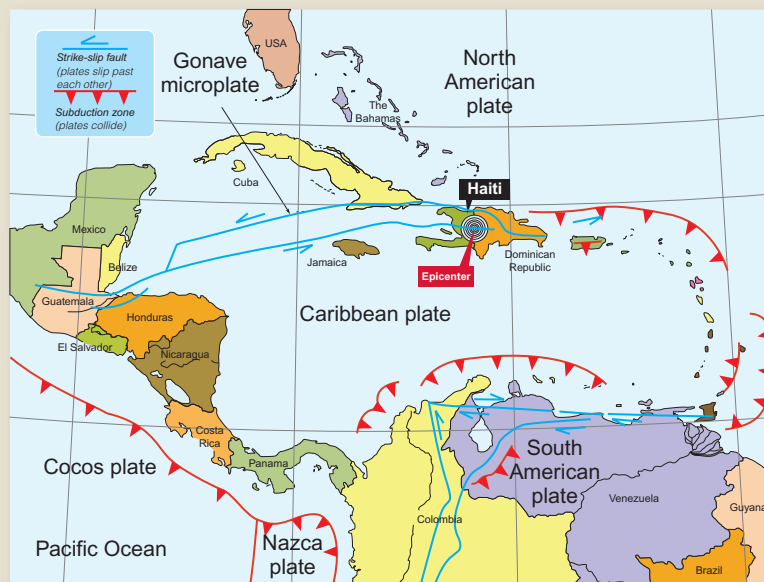 Strike-slip fault
(plates slip past
each other)
Subduction zone
(plates collide)
USA
Gonave
microplate
North
American
plate
The
Bahamas
Cuba
Haiti
Mexico
Belize
Jamaica
Dominican
Republic
Epicenter
Guatemala
Honduras
Caribbean plate
El Salvador
Nicaragua
Costa
Rica
Panama
Cocos plate
South
American
plate
Venezuela
Guyana
Colombia
Pacific Ocean
Nazca
plate
Brazil